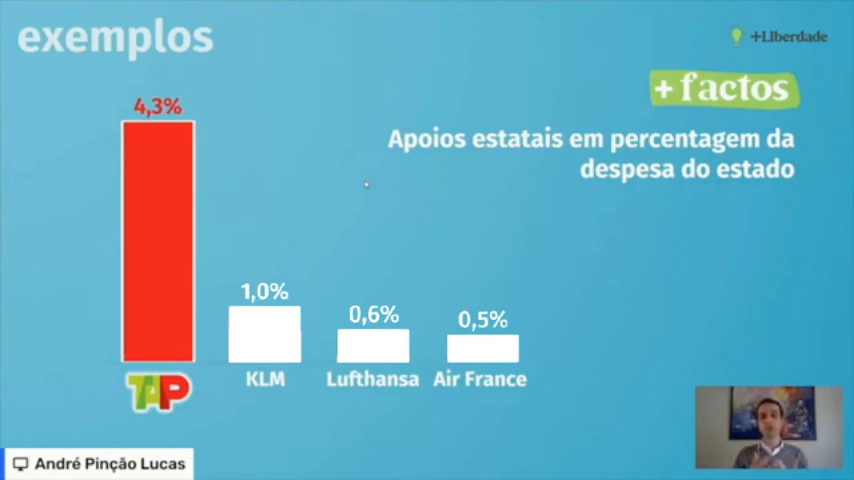 exemplos
+Liberdade
+ factos
Apoios estatais em percentagem da
despesa do estado
4,3%
1,0%
0,6%
0,5%
TAP
KLM
Lufthansa
Air France
André Pinção Lucas